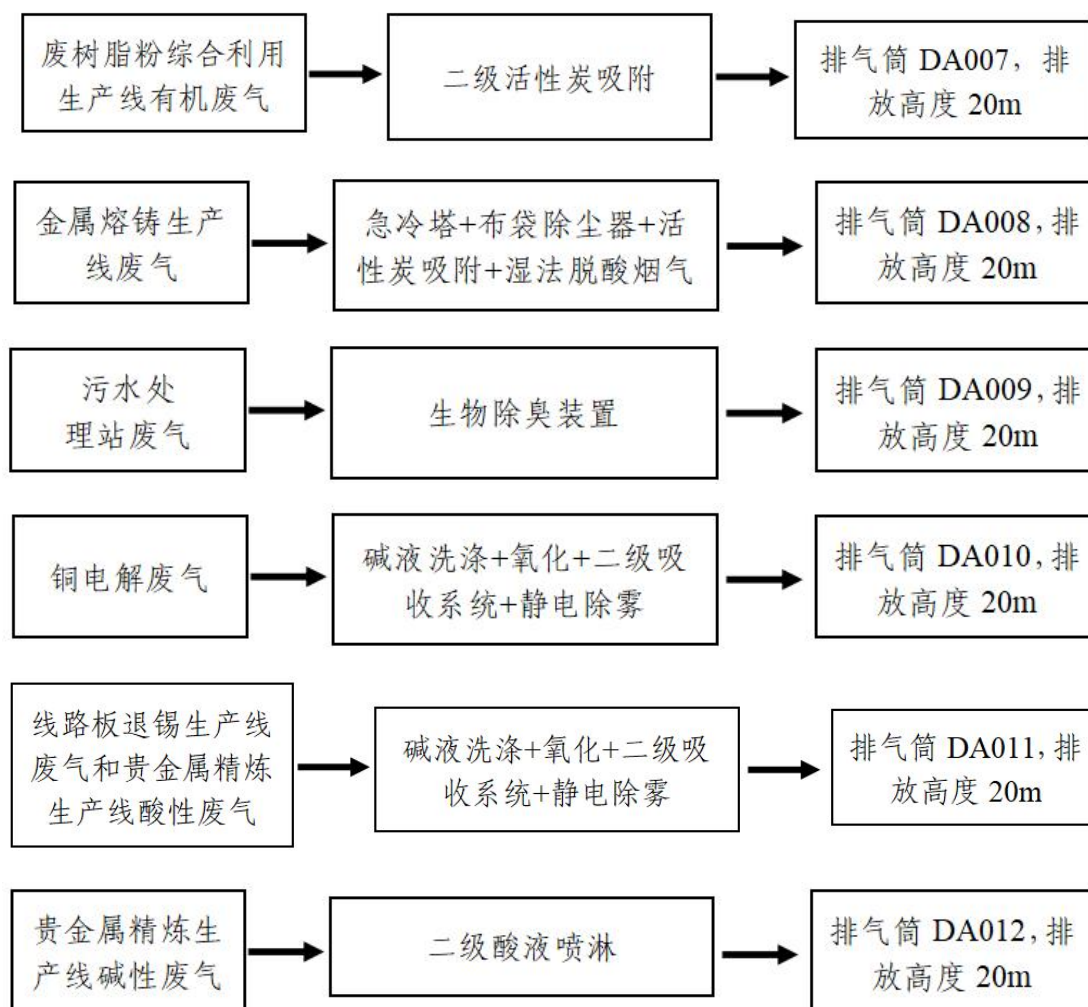 废树脂粉综合利用
生产线有机废气
二级活性炭吸附
排气筒 DA007，排
放高度 20m
金属熔铸生产
线废气
急冷塔+布袋除尘器+活
性炭吸附+湿法脱酸烟气
排气筒 DA008，排
放高度 20m
污水处
理站废气
生物除臭装置
排气筒 DA009，排
放高度 20m
铜电解废气
碱液洗涤+氧化+二级吸
收系统+静电除雾
排气筒 DA010，排
放高度 20m
线路板退锡生产线
废气和贵金属精炼
生产线酸性废气
碱液洗涤+氧化+二级吸
收系统+静电除雾
排气筒 DA011，排
放高度 20m
贵金属精炼生
产线碱性废气
二级酸液喷淋
排气筒 DA012，排
放高度 20m